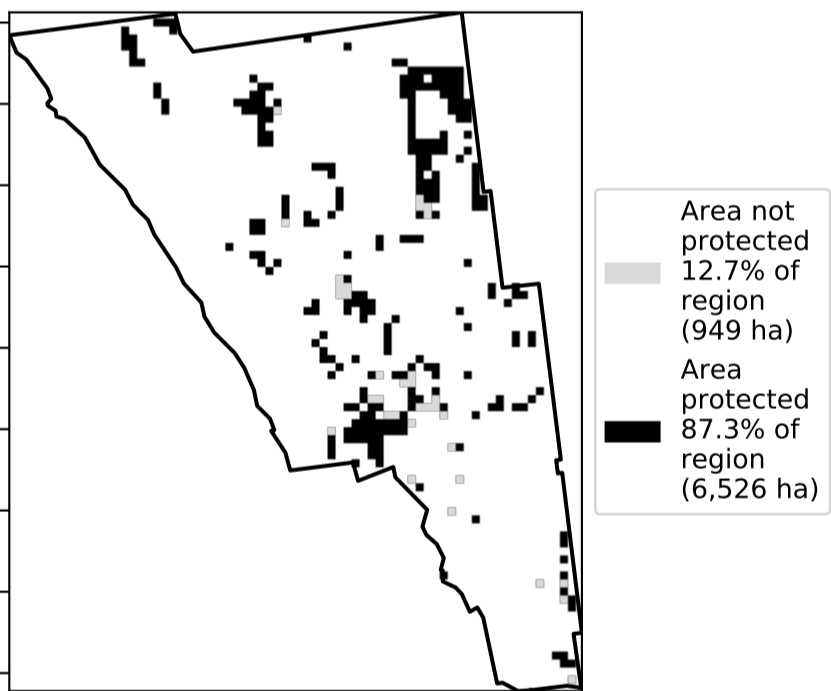 Area not
protected
12.7% of
region
(949 ha)
Area
protected
87.3% of
region
(6,526 ha)